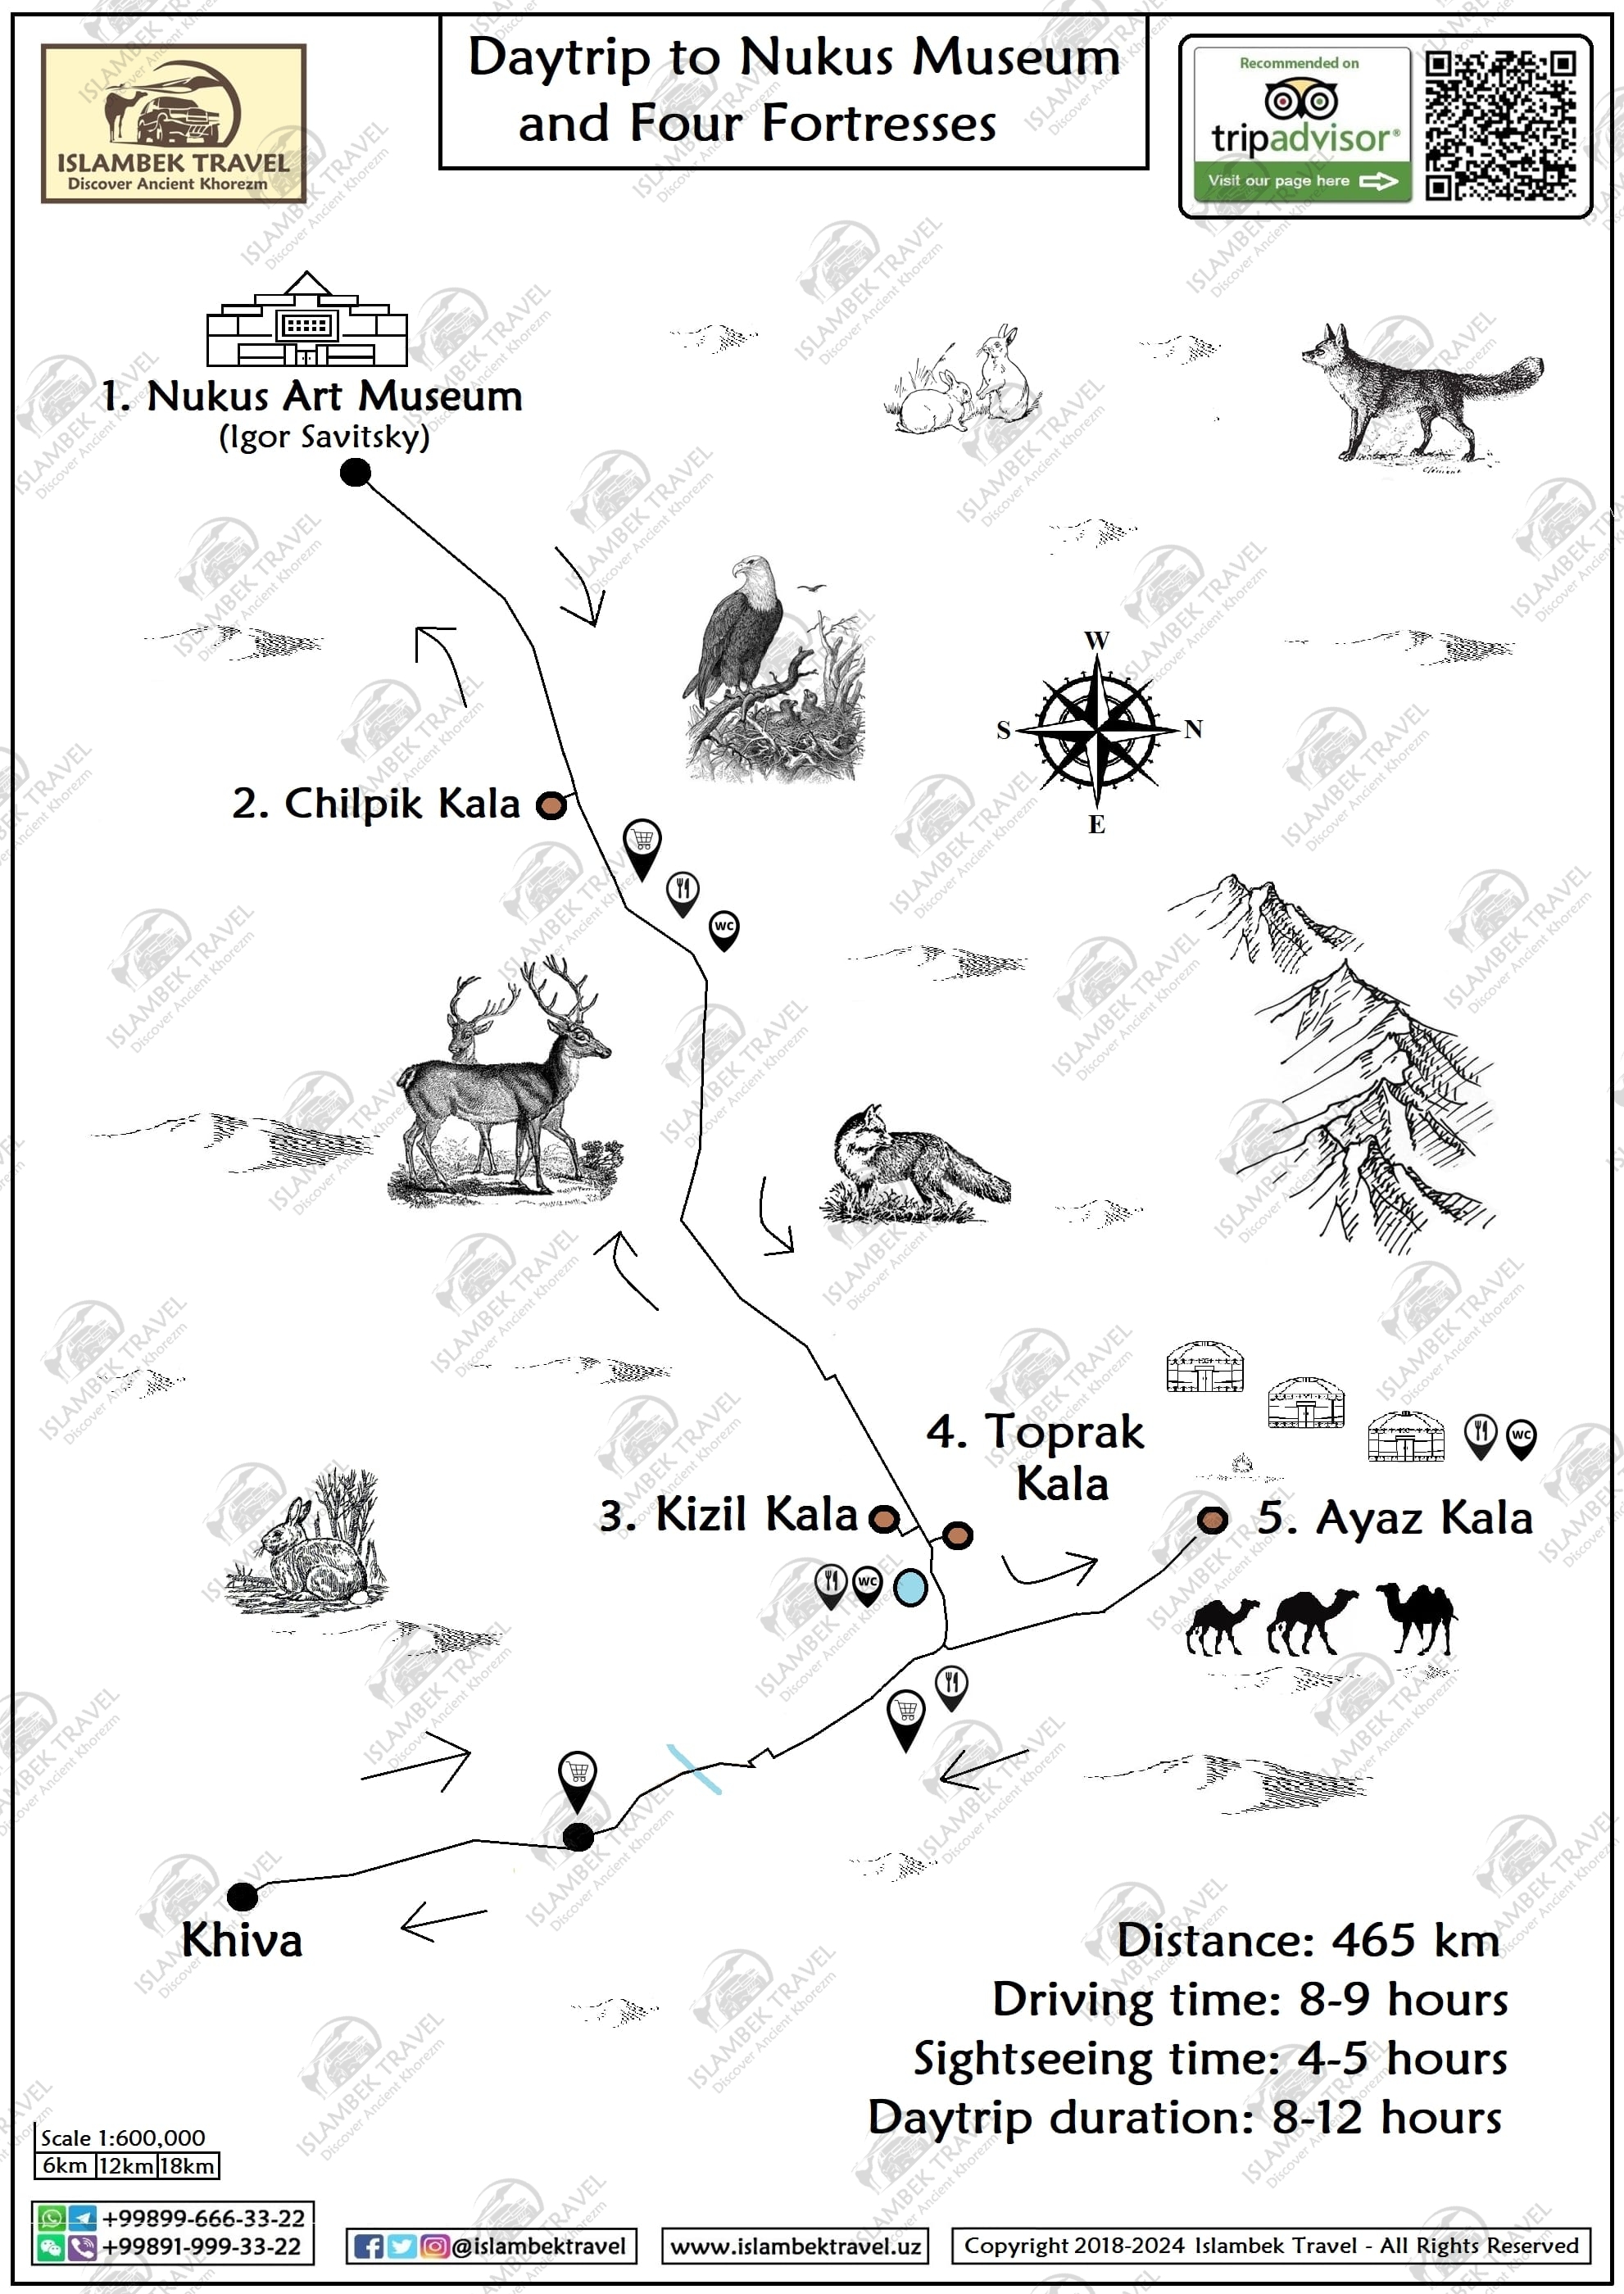 ISLAMBEK TRAVEL
Discover Ancient Khorezm
Daytrip to Nukus Museum
and Four Fortresses
Recommended on
tripadvisor®
Visit our page here
1. Nukus Art Museum
(Igor Savitsky)
W
S
N
E
2. Chilpik Kala
WC
4. Toprak
Kala
WC
3. Kizil Kala
5. Ayaz Kala
WC
Khiva
Distance: 465 km
Driving time: 8-9 hours
Sightseeing time: 4-5 hours
Daytrip duration: 8-12 hours
Scale 1:600,000
6km 12km 18km
+99899-666-33-22
+99891-999-33-22
@islambektravel
www.islambektravel.uz
Copyright 2018-2024 Islambek Travel - All Rights Reserved